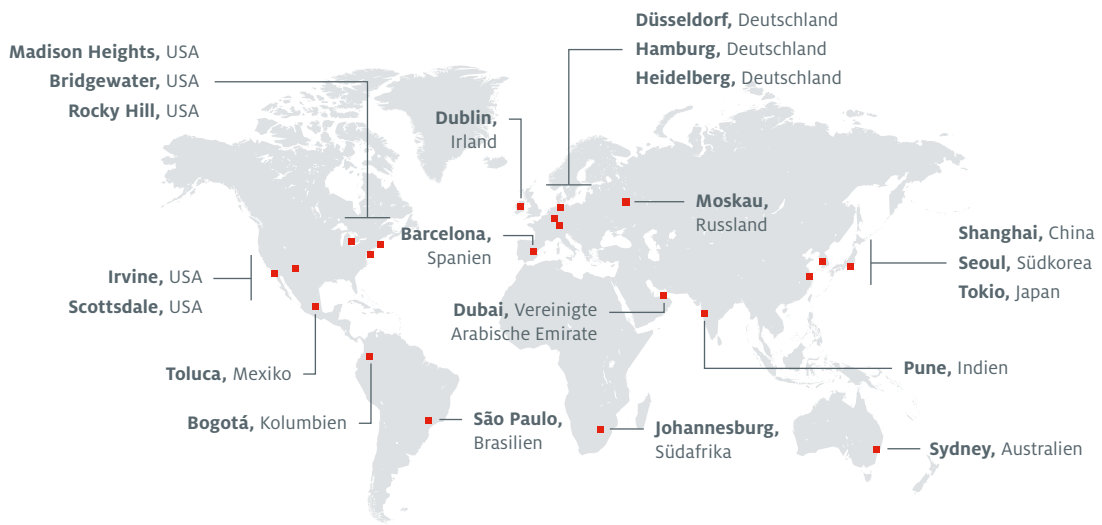 Madison Heights, USA
Bridgewater, USA
Rocky Hill, USA
Düsseldorf, Deutschland
Hamburg, Deutschland
Heidelberg, Deutschland
Dublin,
Irland
Moskau,
Russland
Barcelona,
Spanien
Shanghai, China
Seoul, Südkorea
Tokio, Japan
Irvine, USA
Scottsdale, USA
Dubai, Vereinigte
Arabische Emirate
Toluca, Mexiko
Pune, Indien
Bogotá, Kolumbien
São Paulo,
Brasilien
Johannesburg,
Südafrika
Sydney, Australien